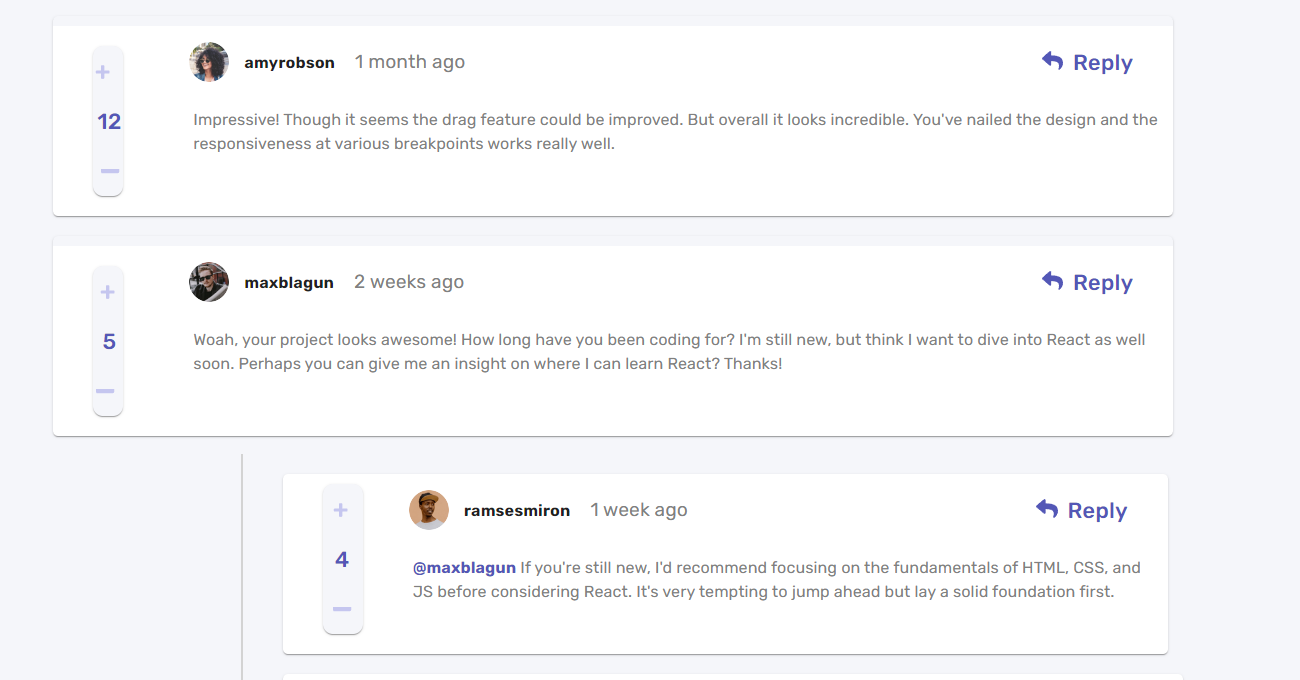 +
amyrobson 1 month ago Reply
12
Impressive! Though it seems the drag feature could be improved. But overall it looks incredible. You've nailed the design and the
responsiveness at various breakpoints works really well.
−
+
maxblagun 2 weeks ago Reply
5
Woah, your project looks awesome! How long have you been coding for? I'm still new, but think I want to dive into React as well
soon. Perhaps you can give me an insight on where I can learn React? Thanks!
−
+
ramsesmiron 1 week ago Reply
4
@maxblagun If you're still new, I'd recommend focusing on the fundamentals of HTML, CSS, and
JS before considering React. It's very tempting to jump ahead but lay a solid foundation first.
−